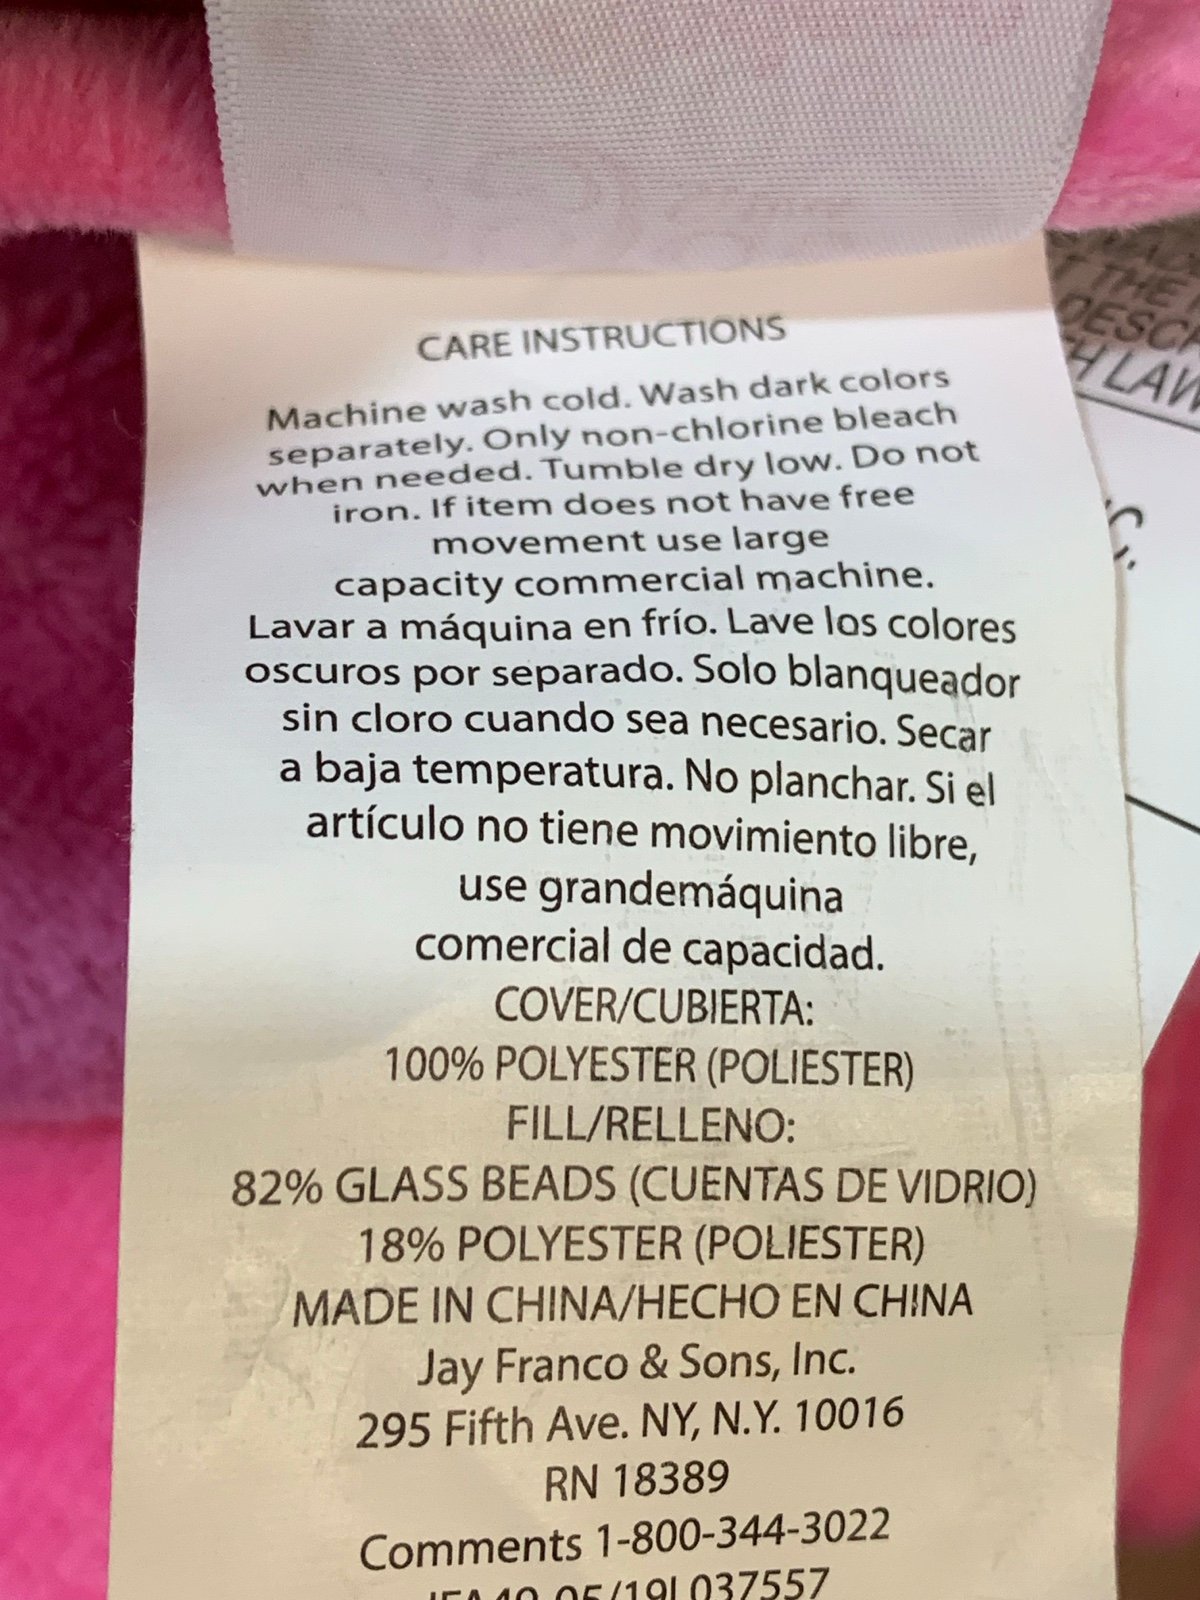 CARE INSTRUCTIONS
Machine wash cold. Wash dark colors
separately. Only non-chlorine bleach
when needed. Tumble dry low. Do not
iron. If item does not have free
movement use large
capacity commercial machine.
Lavar a máquina en frío. Lave los colores
oscuros por separado. Solo blanqueador
sin cloro cuando sea necesario. Secar
a baja temperatura. No planchar. Si el
artículo no tiene movimiento libre,
use grandemáquina
comercial de capacidad.
COVER/CUBIERTA:
100% POLYESTER (POLIESTER)
FILL/RELLENO:
82% GLASS BEADS (CUENTAS DE VIDRIO)
18% POLYESTER (POLIESTER)
MADE IN CHINA/HECHO EN CHINA
Jay Franco & Sons, Inc.
295 Fifth Ave. NY, N.Y. 10016
RN 18389
Comments 1-800-344-3022
05/19L037557
THE
LAW